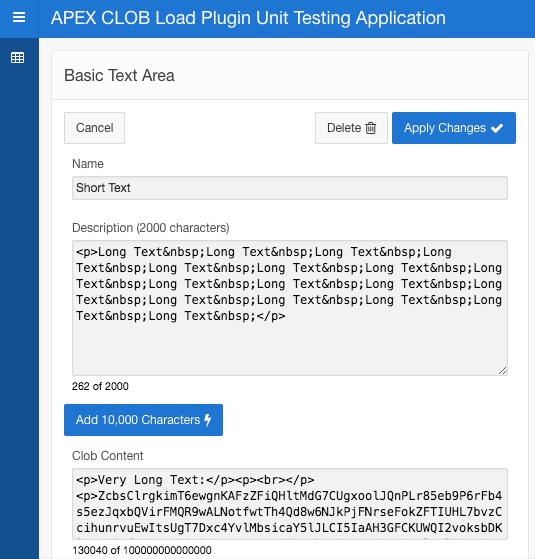 APEX CLOB Load Plugin Unit Testing Application
Basic Text Area
Cancel
Delete
Apply Changes
Name
Short Text
Description (2000 characters)
<p>Long Text&nbsp;Long Text&nbsp;Long Text&nbsp;Long
Text&nbsp;Long Text&nbsp;Long Text&nbsp;Long Text&nbsp;Long
Text&nbsp;Long Text&nbsp;Long Text&nbsp;Long Text&nbsp;Long
Text&nbsp;Long Text&nbsp;Long Text&nbsp;Long Text&nbsp;Long
Text&nbsp;Long Text&nbsp;</p>
262 of 2000
Add 10,000 Characters
Clob Content
<p>Very Long Text:</p><p><br></p>
<p>ZcbsClrgkimT6ewgnKAFzZFiQHltMdG7CUgxoolJQnPLr85eb9P6rFb4
s5ezJqxbQVirFMQR9wALNotfwtTh4Qd8w6NJkPjFNrseFokZFTIUHL7bvzC
cihunrvuEwItsUgT7Dxc4YvlMbsicaY5lJLCI5IaAH3GFCKUWQI2voksbDK
130040 of 100000000000000